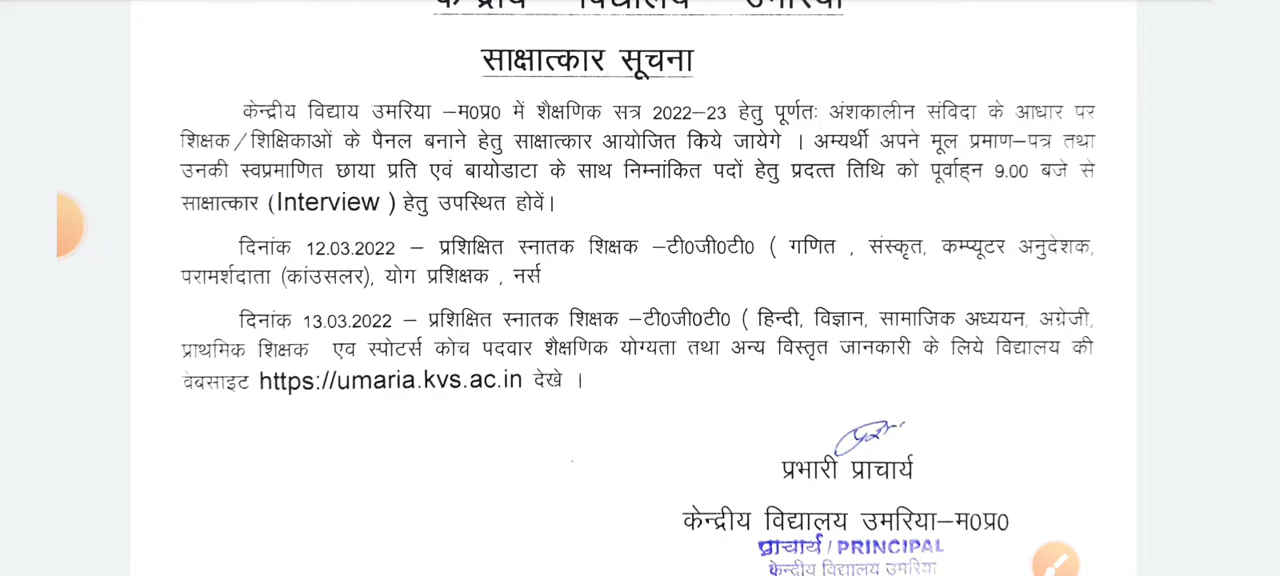 केन्द्रीय विद्यालय उमरिया
साक्षात्कार सूचना
केन्द्रीय विद्याय उमरिया –म0प्र0 में शैक्षणिक सत्र 2022–23 हेतु पूर्णतः अंशकालीन संविदा के आधार पर
शिक्षक/शिक्षिकाओं के पैनल बनाने हेतु साक्षात्कार आयोजित किये जायेगे । अभ्यर्थी अपने मूल प्रमाण–पत्र तथा
उनकी स्वप्रमाणित छाया प्रति एवं बायोडाटा के साथ निम्नांकित पदों हेतु प्रदत्त तिथि को पूर्वाह्न 9.00 बजे से
साक्षात्कार (Interview ) हेतु उपस्थित होवें।
दिनांक 12.03.2022 – प्रशिक्षित स्नातक शिक्षक –टी0जी0टी0 ( गणित , संस्कृत, कम्प्यूटर अनुदेशक,
परामर्शदाता (कांउसलर), योग प्रशिक्षक , नर्स
दिनांक 13.03.2022 – प्रशिक्षित स्नातक शिक्षक –टी0जी0टी0 ( हिन्दी, विज्ञान, सामाजिक अध्ययन, अग्रेजी,
प्राथमिक शिक्षक एव स्पोटर्स कोच पदवार शैक्षणिक योग्यता तथा अन्य विस्तृत जानकारी के लिये विद्यालय की
वेबसाइट https://umaria.kvs.ac.in देखे ।
प्रभारी प्राचार्य
केन्द्रीय विद्यालय उमरिया–म0प्र0
प्राचार्य/PRINCIPAL
केन्द्रीय विद्यालय उमरिया